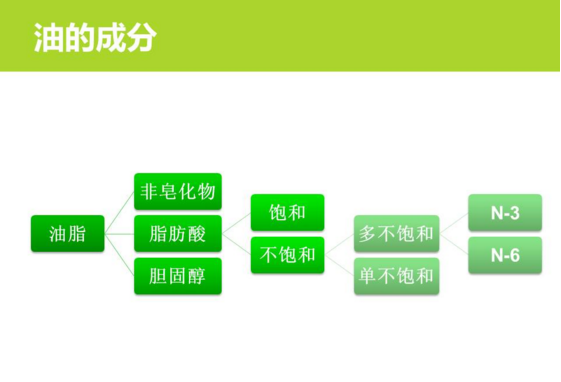 油的成分
油脂
非皂化物
脂肪酸
胆固醇
饱和
不饱和
多不饱和
单不饱和
N-3
N-6